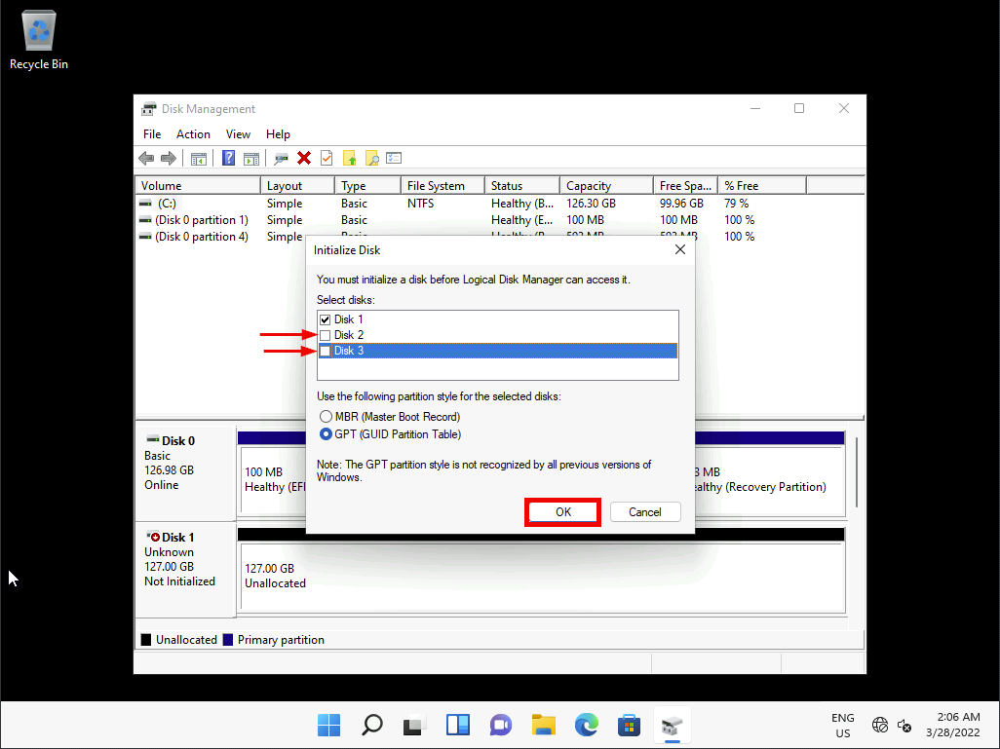 Recycle Bin
Disk Management
File Action View Help
Volume Layout Type File System Status Capacity Free Spa... % Free
(C:) Simple Basic NTFS Healthy (B... 126.30 GB 99.96 GB 79 %
(Disk 0 partition 1) Simple Basic Healthy (E... 100 MB 100 MB 100 %
(Disk 0 partition 4) Simple Basic 100 %
Initialize Disk
You must initialize a disk before Logical Disk Manager can access it.
Select disks:
Disk 1
Disk 2
Disk 3
Use the following partition style for the selected disks:
MBR (Master Boot Record)
GPT (GUID Partition Table)
Note: The GPT partition style is not recognized by all previous versions of
Windows.
OK Cancel
Disk 0
Basic
126.98 GB
Online
100 MB
Healthy (EFI
3 MB
ealthy (Recovery Partition)
Disk 1
Unknown
127.00 GB
Not Initialized
127.00 GB
Unallocated
Unallocated Primary partition
ENG
US
2:06 AM
3/28/2022